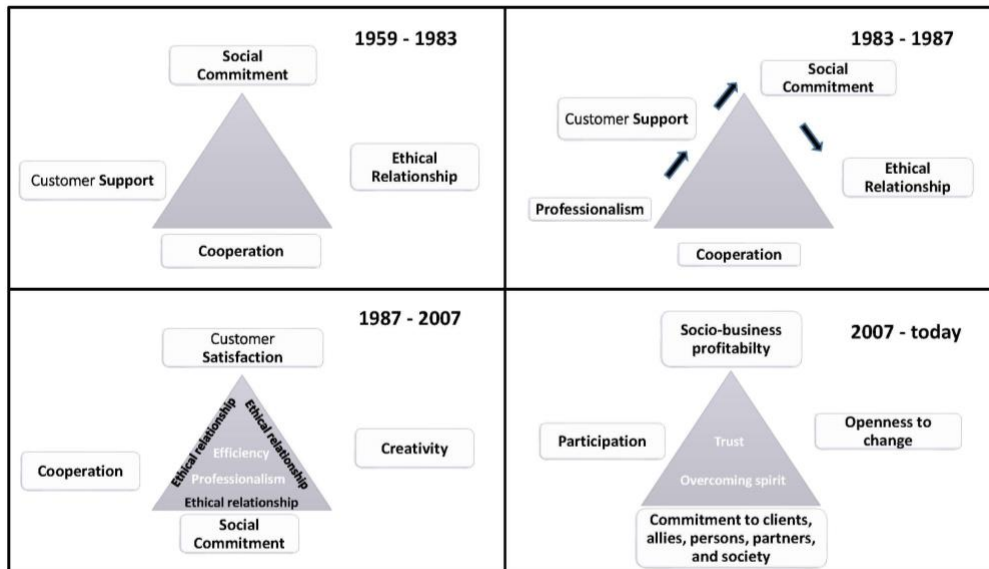 1959 - 1983
Social
Commitment
Customer Support
Ethical
Relationship
Cooperation
1983 - 1987
Social
Commitment
Customer Support
Ethical
Relationship
Professionalism
Cooperation
1987 - 2007
Customer
Satisfaction
Ethical relationship
Ethical relationship
Efficiency
Cooperation
Creativity
Professionalism
Ethical relationship
Social
Commitment
2007 - today
Socio-business
profitabilty
Participation
Trust
Openness to
change
Overcoming spirit
Commitment to clients,
allies, persons, partners,
and society